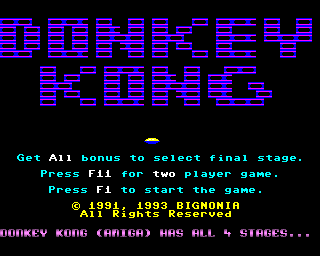 DONKEY
KONG
Get All bonus to select final stage.
Press F11 for two player game.
Press F1 to start the game.
© 1991, 1993 BIGNONIA
All Rights Reserved
DONKEY KONG (AMIGA) HAS ALL 4 STAGES...